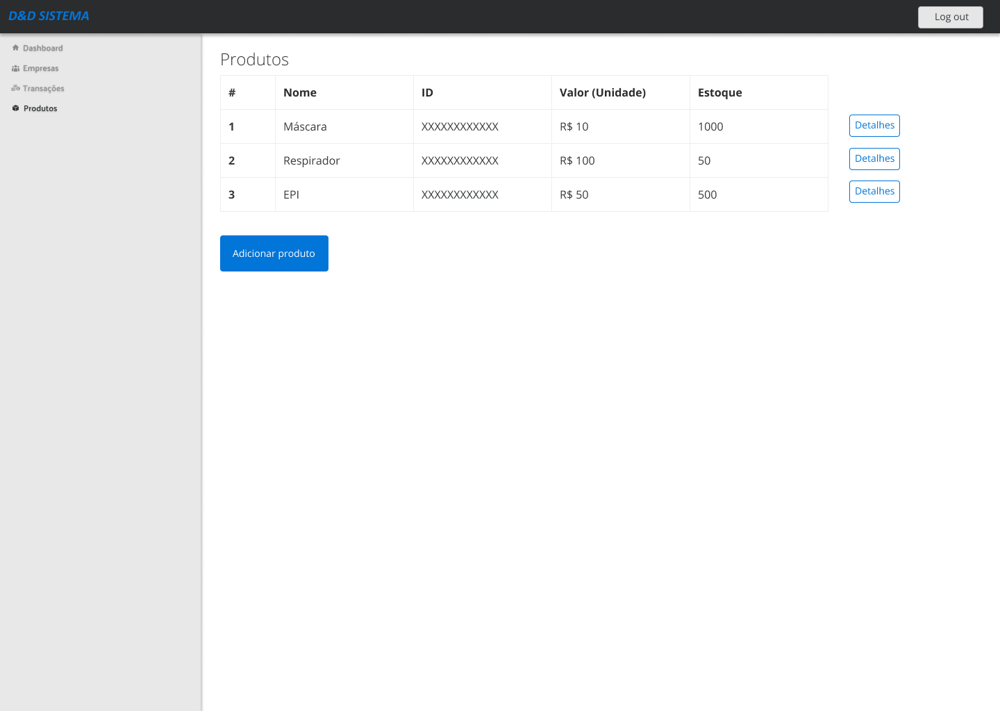 D&D SISTEMA
Log out
Dashboard
Empresas
Transações
Produtos
Produtos
# Nome ID Valor (Unidade) Estoque
1 Máscara XXXXXXXXXXXX R$ 10 1000 Detalhes
2 Respirador XXXXXXXXXXXX R$ 100 50 Detalhes
3 EPI XXXXXXXXXXXX R$ 50 500 Detalhes
Adicionar produto